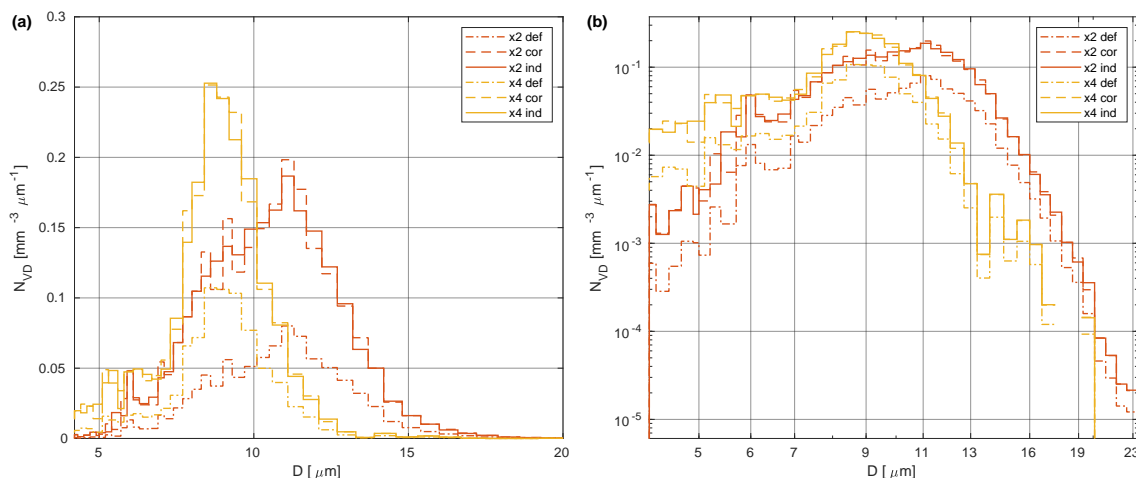 (a)
0.3
0.25
0.2
0.15
0.1
0.05
0
N_VD [mm⁻³ μm⁻¹]
5
10
15
20
D [ μm]
x2 def
x2 cor
x2 ind
x4 def
x4 cor
x4 ind
(b)
10⁻¹
10⁻²
10⁻³
10⁻⁴
10⁻⁵
N_VD [mm⁻³ μm⁻¹]
5
6
7
9
11
13
16
19
23
D [ μm]
x2 def
x2 cor
x2 ind
x4 def
x4 cor
x4 ind